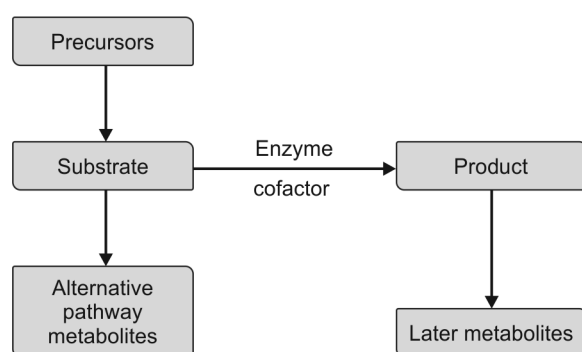 Precursors
Substrate
Enzyme
cofactor
Product
Alternative
pathway
metabolites
Later metabolites